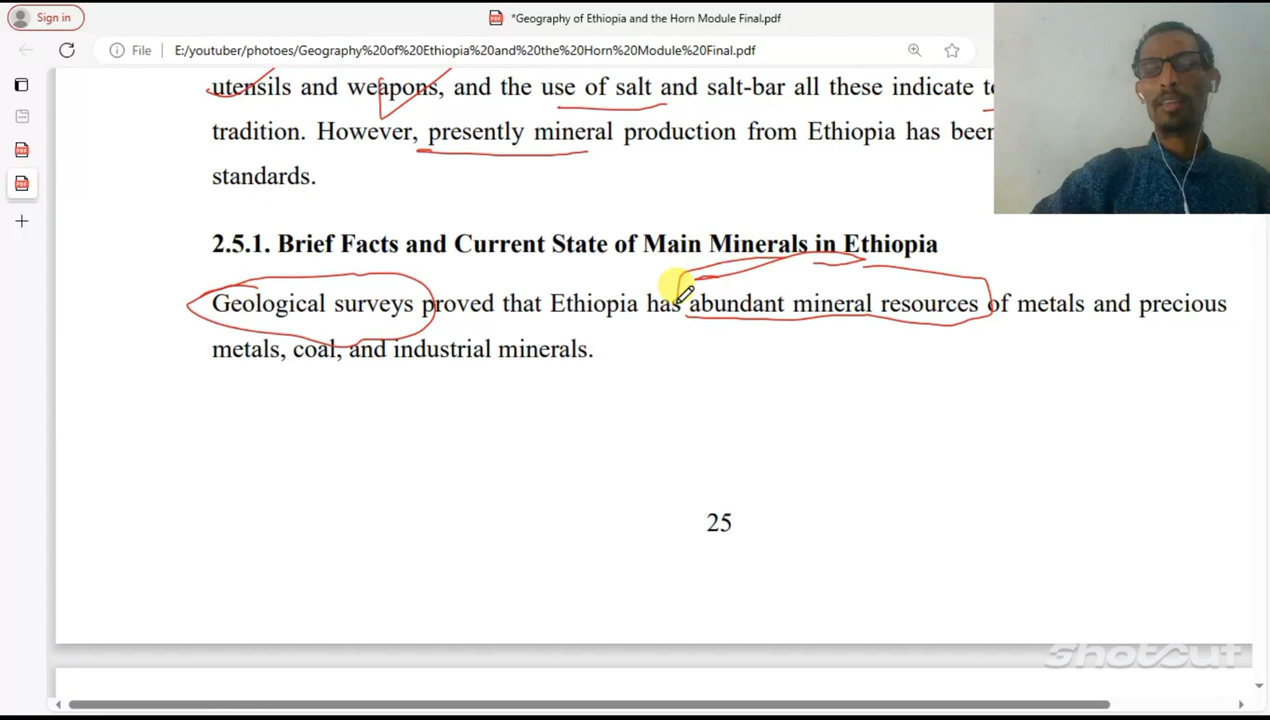 Sign in
*Geography of Ethiopia and the Horn Module Final.pdf
File
E:/youtuber/photoes/Geography%20of%20Ethiopia%20and%20the%20Horn%20Module%20Final.pdf
utensils and weapons, and the use of salt and salt-bar all these indicate
tradition. However, presently mineral production from Ethiopia has been
standards.
2.5.1. Brief Facts and Current State of Main Minerals in Ethiopia
Geological surveys proved that Ethiopia has abundant mineral resources of metals and precious
metals, coal, and industrial minerals.
25
Shotcut